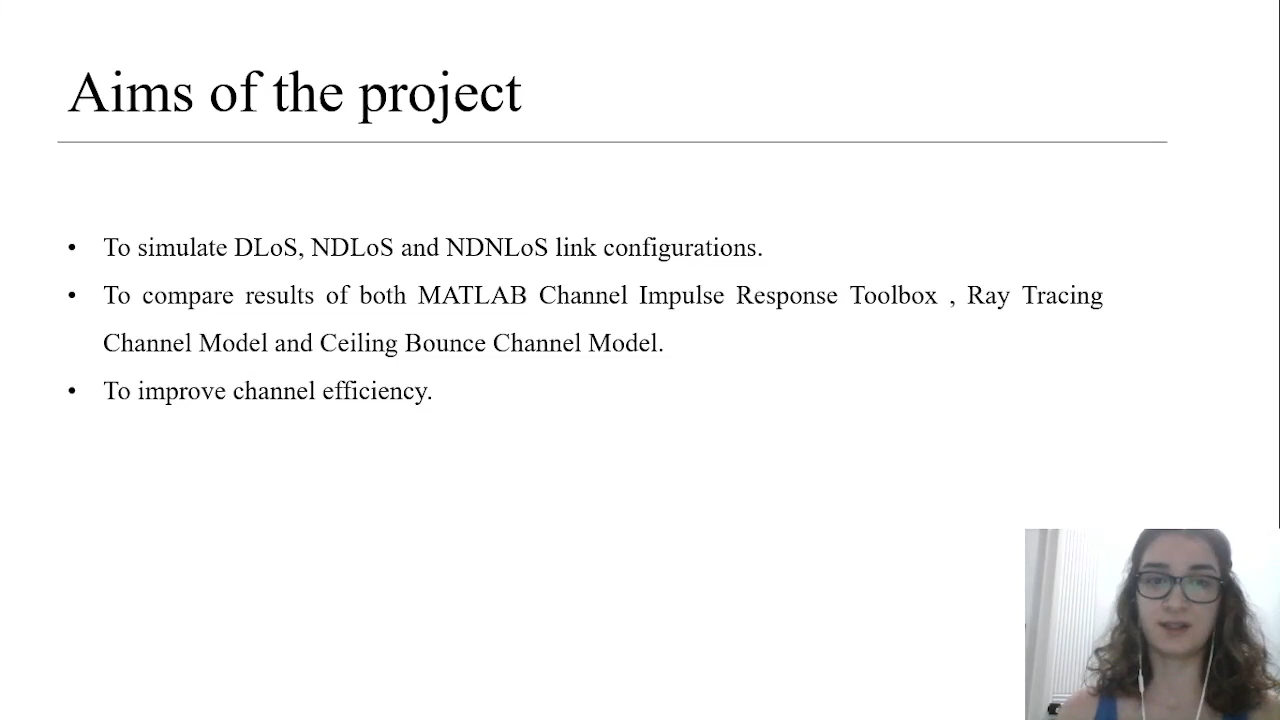 Aims of the project
• To simulate DLoS, NDLoS and NDNLoS link configurations.
• To compare results of both MATLAB Channel Impulse Response Toolbox , Ray Tracing
Channel Model and Ceiling Bounce Channel Model.
• To improve channel efficiency.